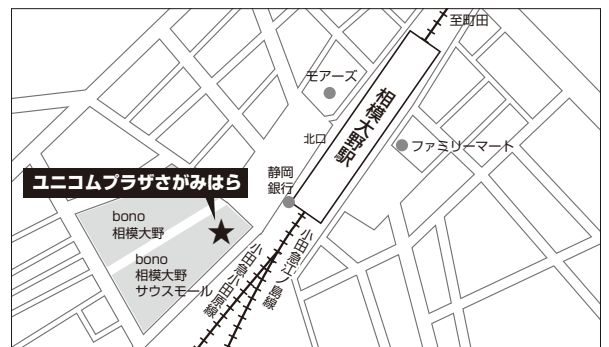 至町田
モアーズ
相模大野駅
北口
ファミリーマート
ユニコムプラザさがみはら
静岡
銀行
bono
相模大野
bono
相模大野
サウスモール
小田急小田原線
小田急江ノ島線